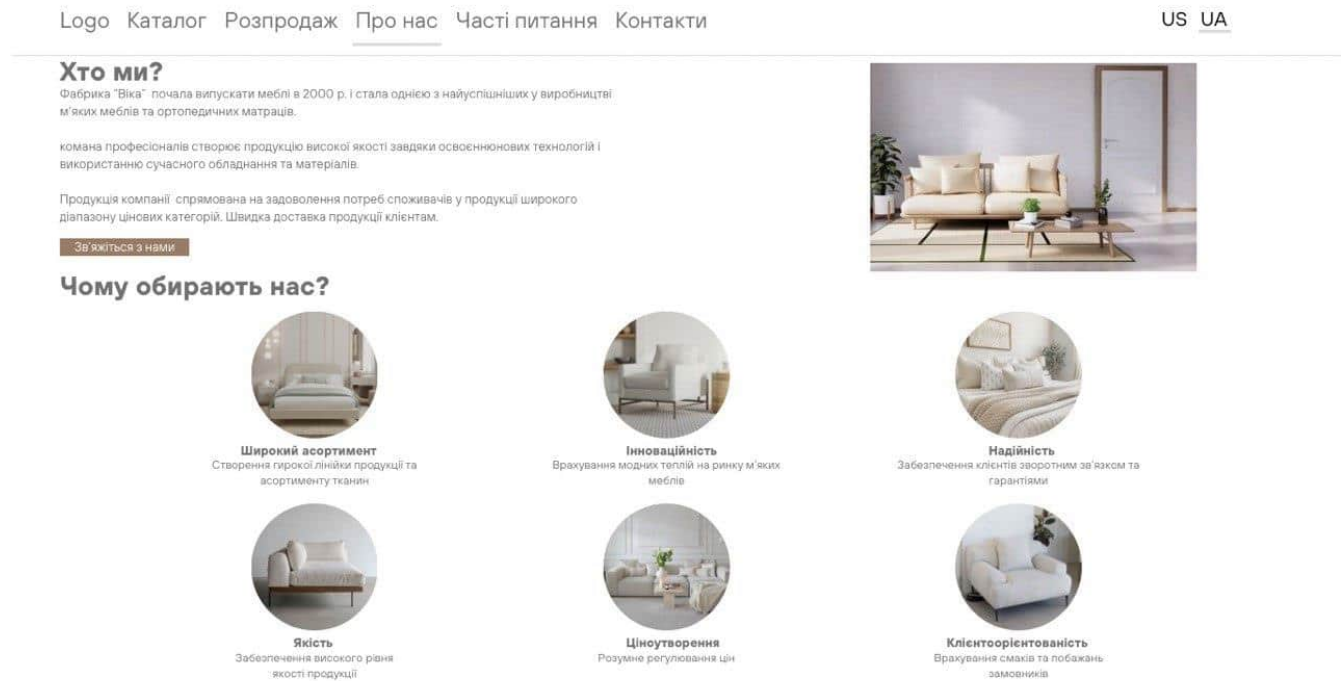 Logo Каталог Розпродаж Про нас Часті питання Контакти US UA
Хто ми?
Фабрика "Віка" почала випускати меблі в 2000 р. і стала однією з найуспішніших у виробництві
м'яких меблів та ортопедичних матраців.
комана професіоналів створює продукцію високої якості завдяки освоєннюнових технологій і
використанню сучасного обладнання та матеріалів.
Продукція компанії спрямована на задоволення потреб споживачів у продукції широкого
діапазону цінових категорій. Швидка доставка продукції клієнтам.
Зв'яжіться з нами
Чому обирають нас?
Широкий асортимент
Створення гирокої лінійки продукції та
асортименту тканин
Інноваційність
Врахування модних теплій на ринку м'яких
меблів
Надійність
Забезпечення клієнтів зворотним зв'язком та
гарантіями
Якість
Забезпечення високого рівня
якості продукції
Ціноутворення
Розумне регулювання цін
Клієнтоорієнтованість
Врахування смаків та побажань
замовників